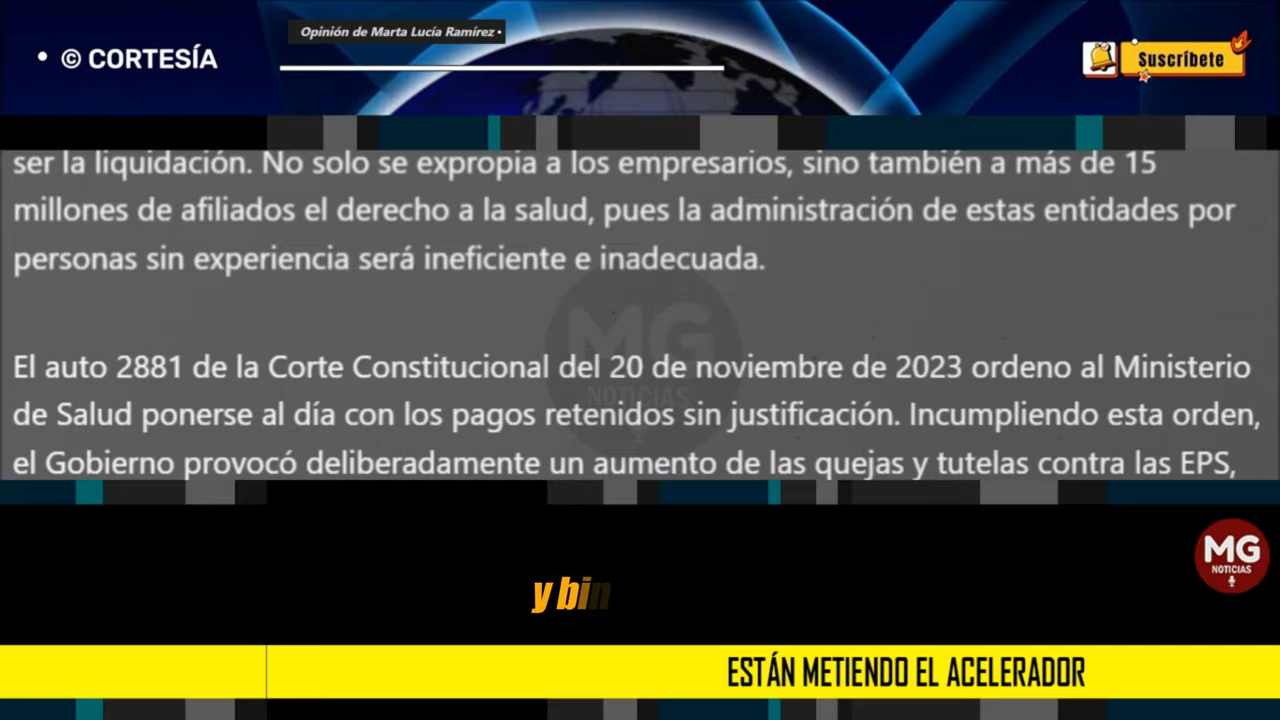 Opinión de Marta Lucía Ramírez •
• © CORTESÍA
Suscríbete
ser la liquidación. No solo se expropia a los empresarios, sino también a más de 15
millones de afiliados el derecho a la salud, pues la administración de estas entidades por
personas sin experiencia será ineficiente e inadecuada.
MG
NOTICIAS
El auto 2881 de la Corte Constitucional del 20 de noviembre de 2023 ordeno al Ministerio
de Salud ponerse al día con los pagos retenidos sin justificación. Incumpliendo esta orden,
el Gobierno provocó deliberadamente un aumento de las quejas y tutelas contra las EPS,
MG
NOTICIAS
y bin
ESTÁN METIENDO EL ACELERADOR